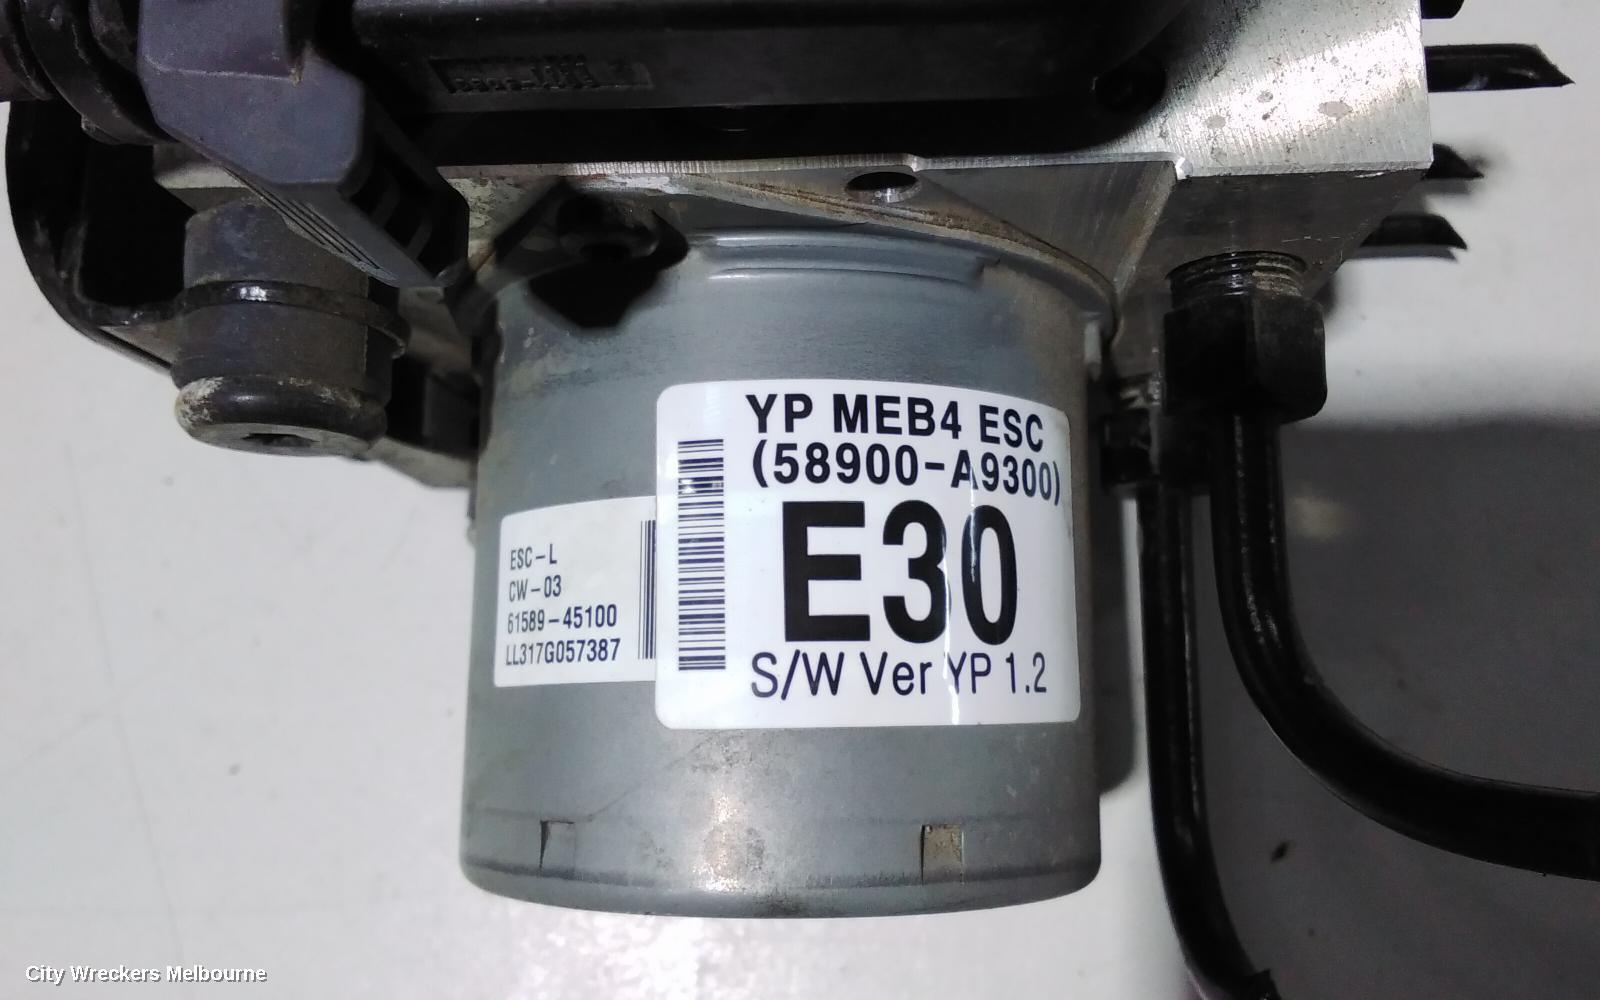 YP MEB4 ESC
(58900-A9300)
E30
S/W Ver YP 1.2
ESC-L
CW-03
61589-45100
LL317G057387
City Wreckers Melbourne